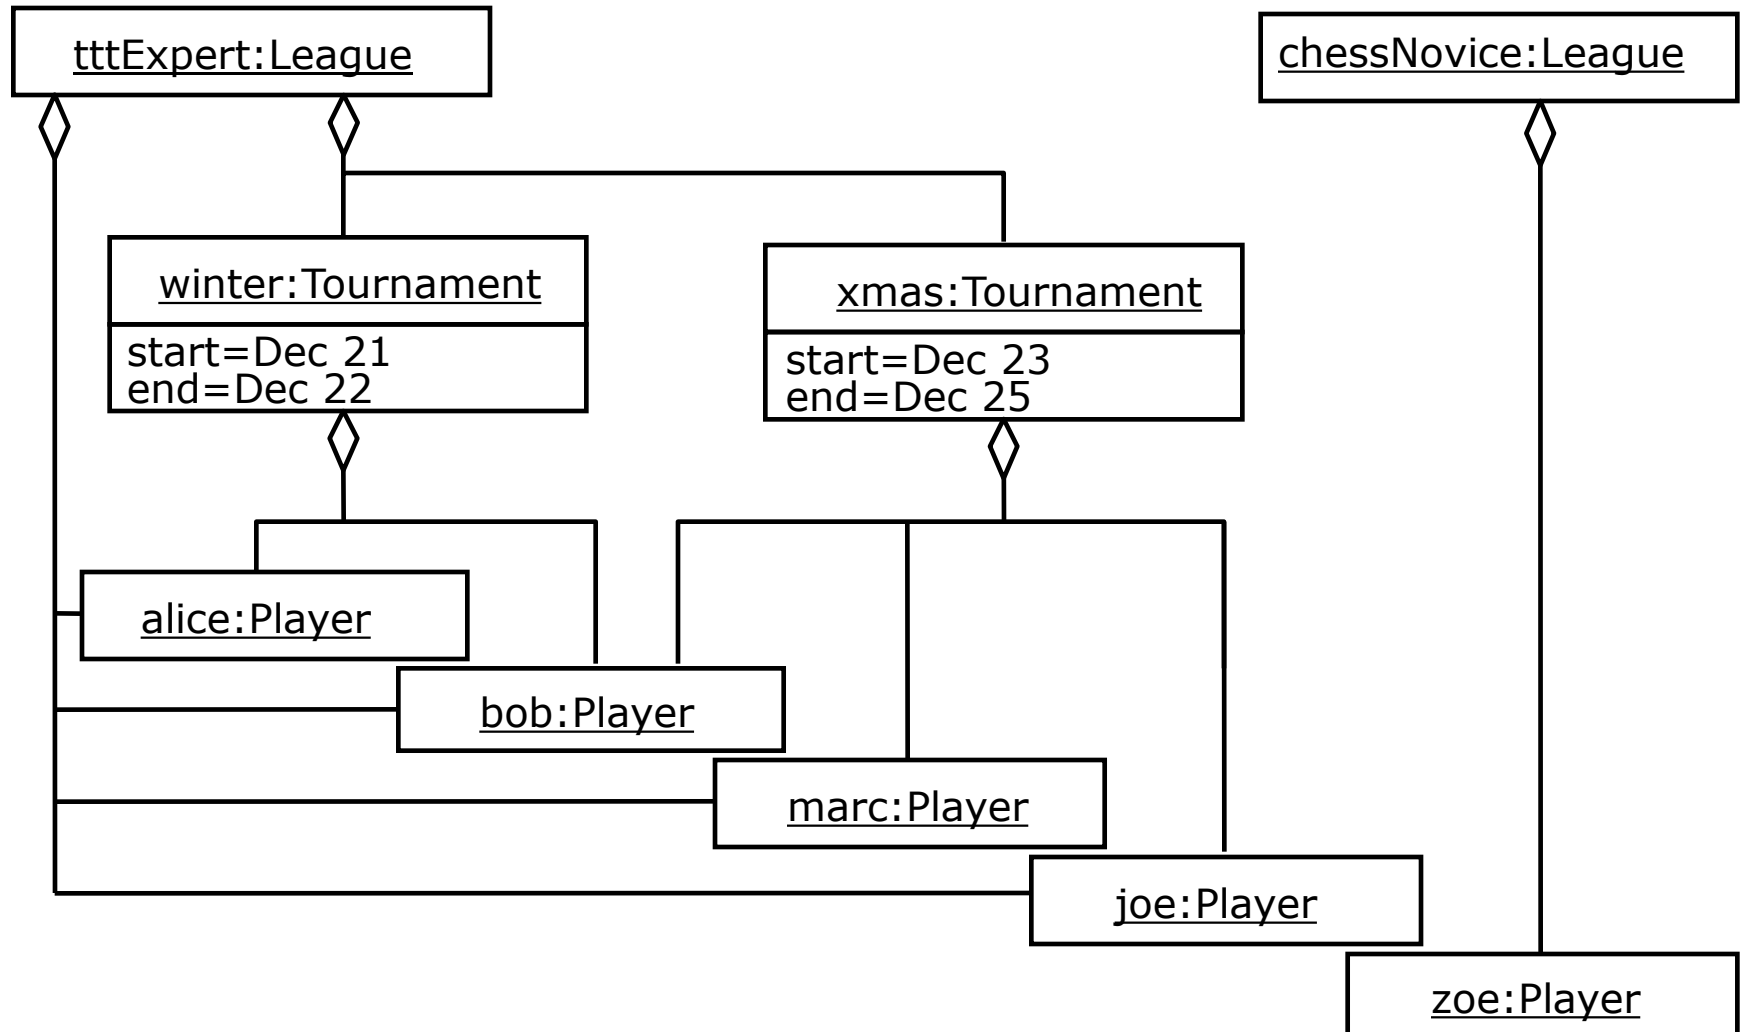 tttExpert:League
chessNovice:League
winter:Tournament
start=Dec 21
end=Dec 22
xmas:Tournament
start=Dec 23
end=Dec 25
alice:Player
bob:Player
marc:Player
joe:Player
zoe:Player